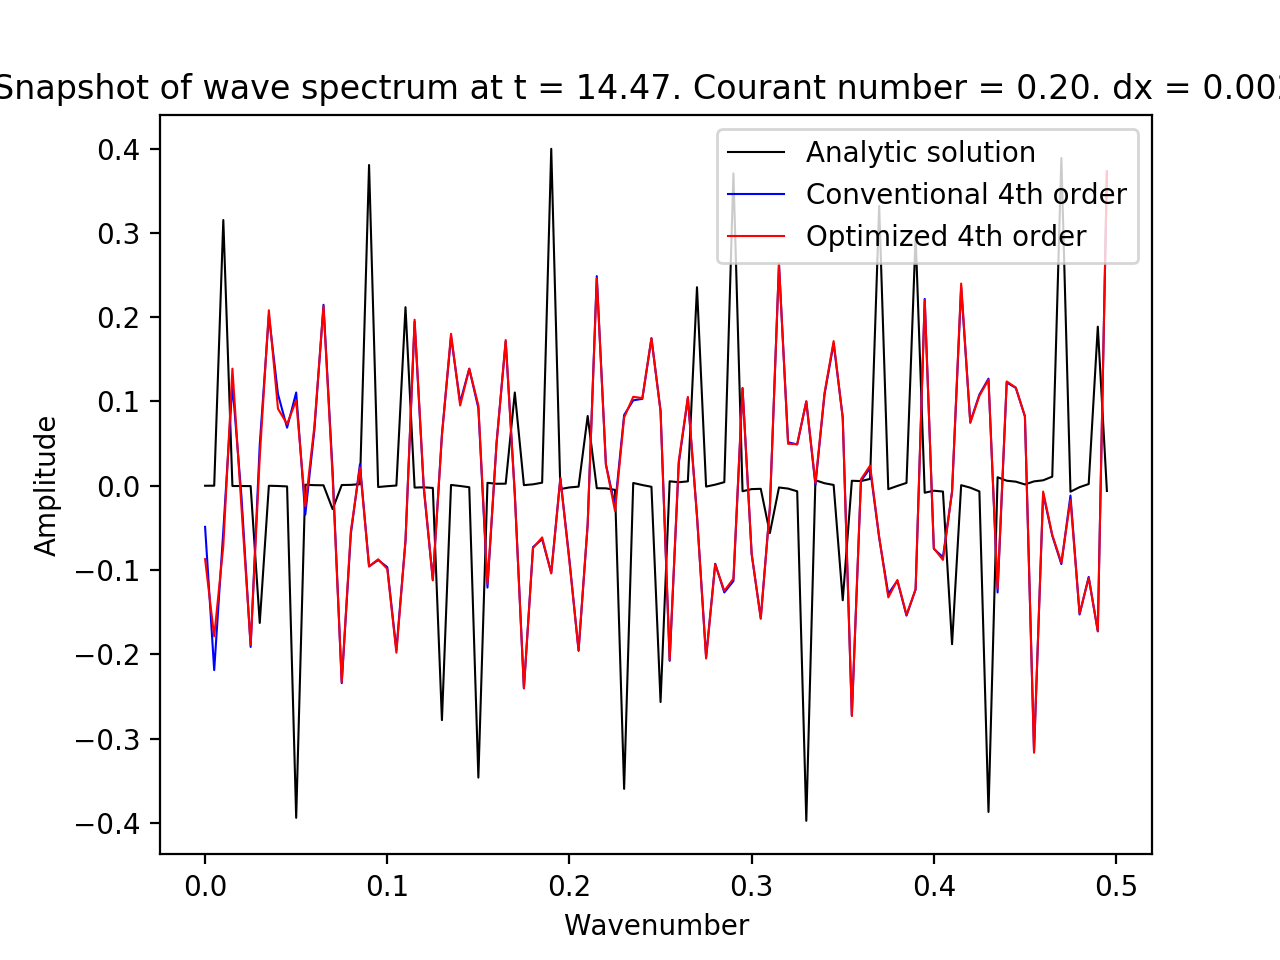 Snapshot of wave spectrum at t = 14.47. Courant number = 0.20. dx = 0.002
Analytic solution
Conventional 4th order
Optimized 4th order
0.4
0.3
0.2
0.1
0.0
−0.1
−0.2
−0.3
−0.4
Amplitude
0.0 0.1 0.2 0.3 0.4 0.5
Wavenumber